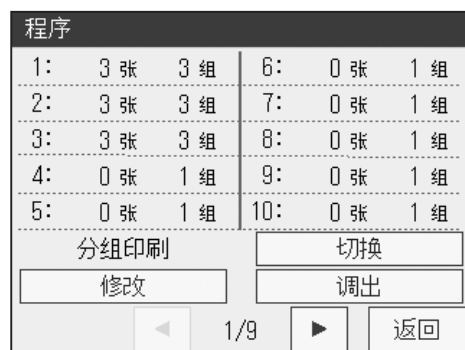 程序
1: 3 张 3 组 6: 0 张 1 组
2: 3 张 3 组 7: 0 张 1 组
3: 3 张 3 组 8: 0 张 1 组
4: 0 张 1 组 9: 0 张 1 组
5: 0 张 1 组 10: 0 张 1 组
分组印刷 切换
修改 调出
◀ 1/9 ▶ 返回